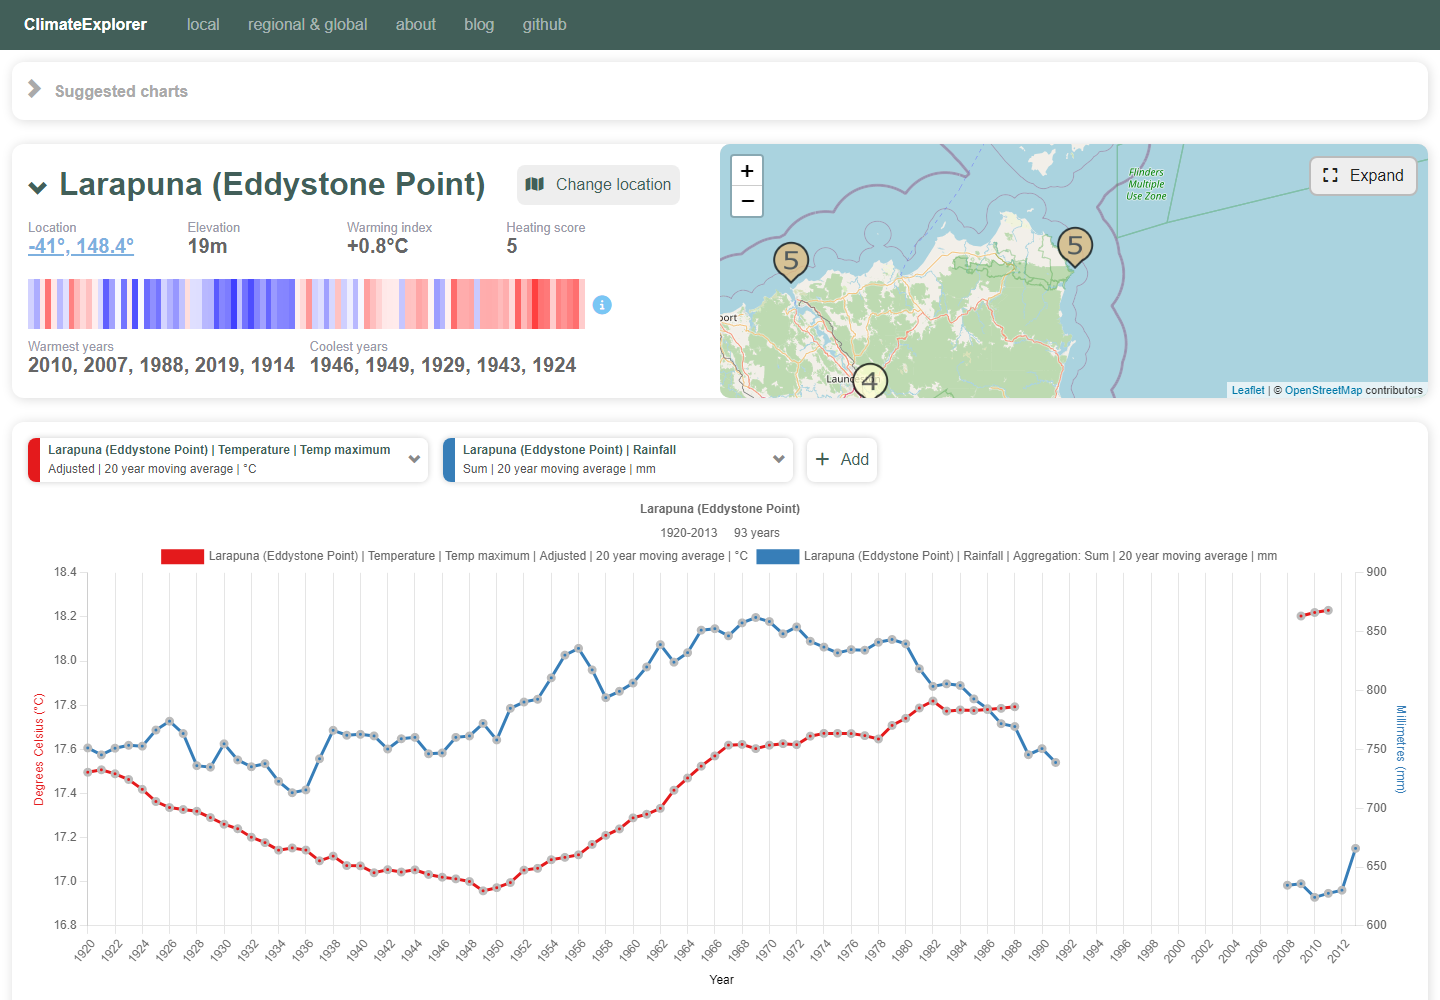 ClimateExplorer local regional & global about blog github
Suggested charts
Larapuna (Eddystone Point)
Change location
Location Elevation Warming index Heating score
-41°, 148.4° 19m +0.8°C 5
Warmest years Coolest years
2010, 2007, 1988, 2019, 1914 1946, 1949, 1929, 1943, 1924
+
−
Flinders
Multiple
Use Zone
Expand
5
5
4
port
Leaflet | © OpenStreetMap contributors
Larapuna (Eddystone Point) | Temperature | Temp maximum
Adjusted | 20 year moving average | °C
Larapuna (Eddystone Point) | Rainfall
Sum | 20 year moving average | mm
+ Add
Larapuna (Eddystone Point)
1920-2013 93 years
Larapuna (Eddystone Point) | Temperature | Temp maximum | Adjusted | 20 year moving average | °C
Larapuna (Eddystone Point) | Rainfall | Aggregation: Sum | 20 year moving average | mm
18.4
18.2
18.0
17.8
17.6
17.4
17.2
17.0
16.8
Degrees Celsius (°C)
900
850
800
750
700
650
600
Millimetres (mm)
1920 1922 1924 1926 1928 1930 1932 1934 1936 1938 1940 1942 1944 1946 1948 1950 1952 1954 1956 1958 1960 1962 1964 1966 1968 1970 1972 1974 1976 1978 1980 1982 1984 1986 1988 1990 1992 1994 1996 1998 2000 2002 2004 2006 2008 2010 2012
Year